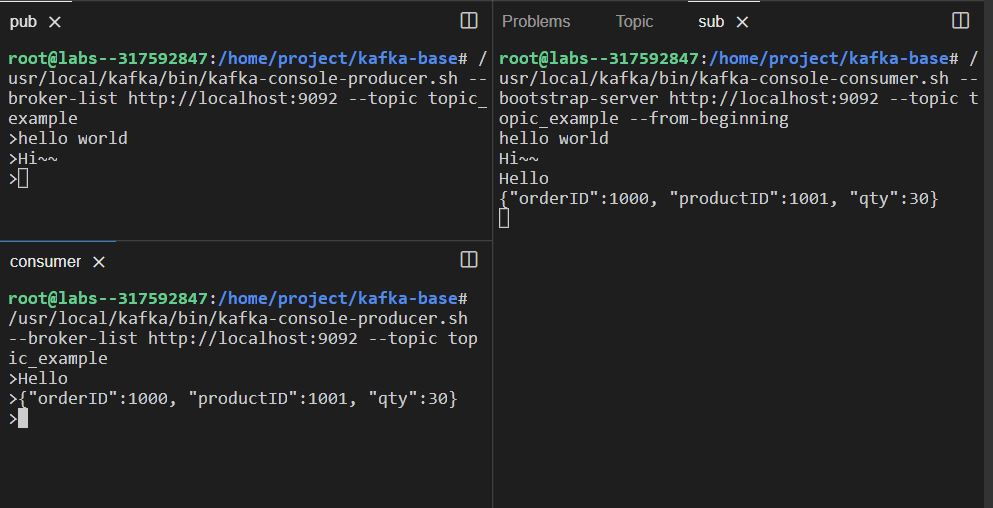 pub
root@labs--317592847:/home/project/kafka-base# /
usr/local/kafka/bin/kafka-console-producer.sh --
broker-list http://localhost:9092 --topic topic_
example
>hello world
>Hi~~
>
consumer
root@labs--317592847:/home/project/kafka-base#
/usr/local/kafka/bin/kafka-console-producer.sh
--broker-list http://localhost:9092 --topic top
ic_example
>Hello
>{"orderID":1000, "productID":1001, "qty":30}
>
Problems Topic sub
root@labs--317592847:/home/project/kafka-base# /
usr/local/kafka/bin/kafka-console-consumer.sh --
bootstrap-server http://localhost:9092 --topic t
opic_example --from-beginning
hello world
Hi~~
Hello
{"orderID":1000, "productID":1001, "qty":30}